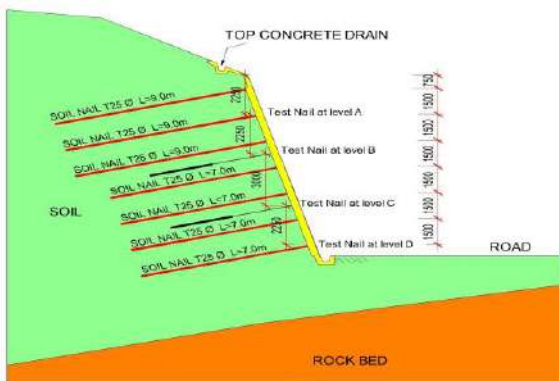 TOP CONCRETE DRAIN
750
SOIL NAIL T25 Ø L=9.0m
2250
1500
Test Nail at level A
SOIL NAIL T25 Ø L=9.0m
2250
1500
Test Nail at level B
SOIL NAIL T25 Ø L=9.0m
1500
SOIL NAIL T25 Ø L=7.0m
3000
1500
SOIL
SOIL NAIL T25 Ø L=7.0m
Test Nail at level C
1500
SOIL NAIL T25 Ø L=7.0m
2250
1500
Test Nail at level D
ROAD
SOIL NAIL T25 Ø L=7.0m
ROCK BED